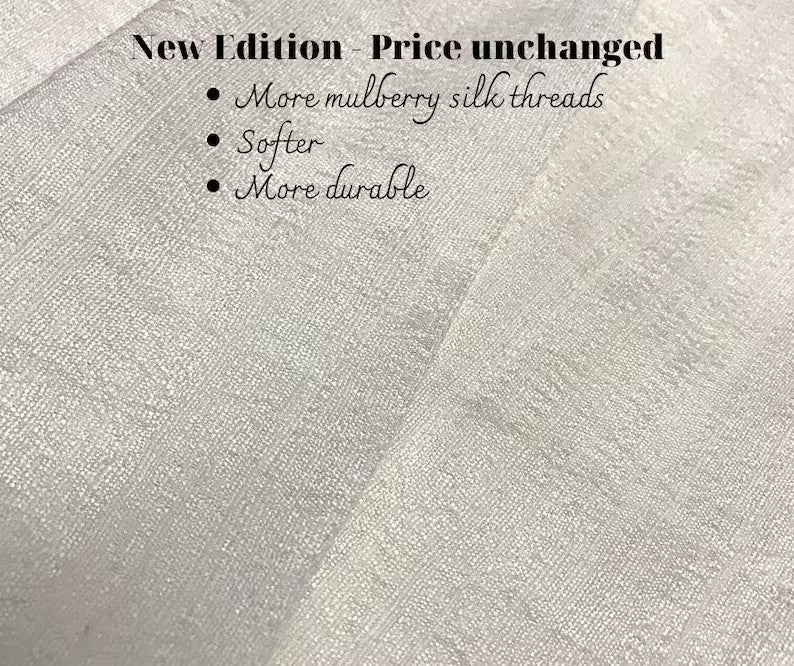 New Edition - Price unchanged
• More mulberry silk threads
• Softer
• More durable